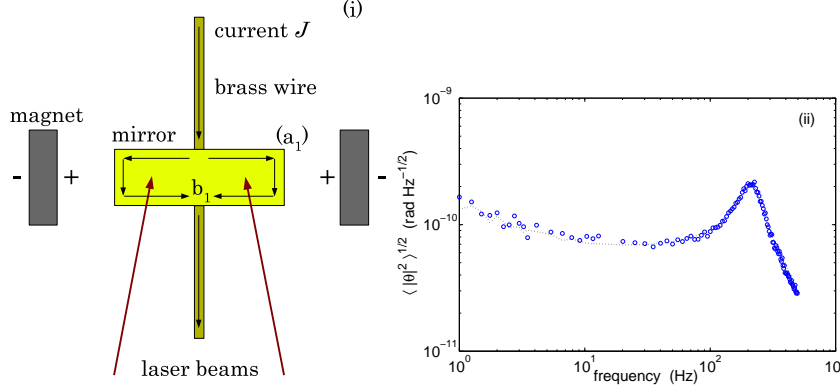 (i)
current J
brass wire
magnet
mirror
(a1)
- +
+ -
b1
laser beams
(ii)
10⁻⁹
10⁻¹⁰
10⁻¹¹
⟨ |θ|² ⟩^1/2 (rad Hz^−1/2)
10⁰ 10¹ 10² 10
frequency (Hz)